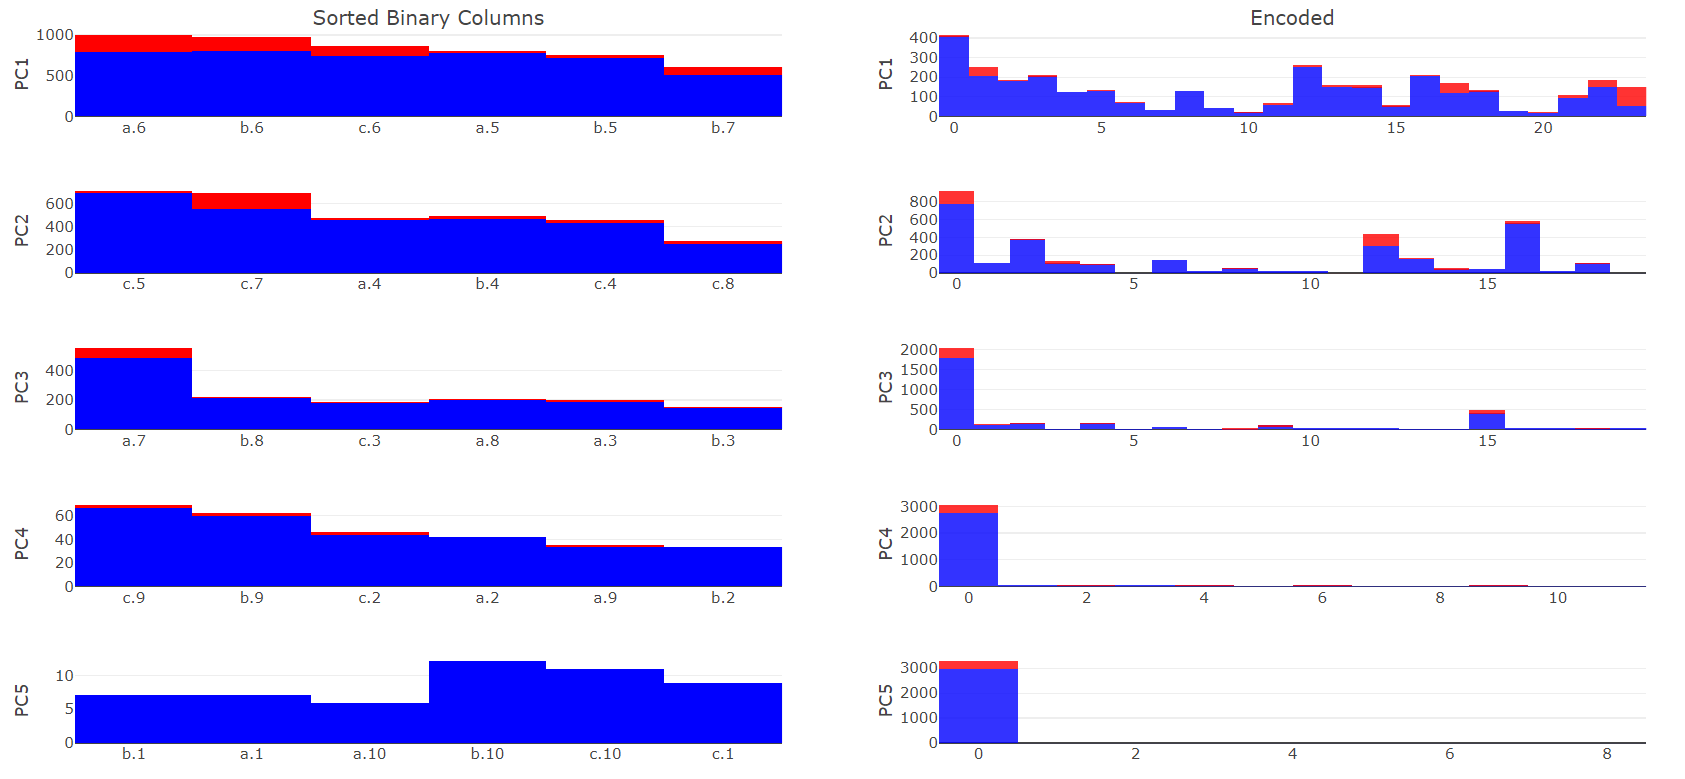 Sorted Binary Columns
PC1
1000
500
0
a.6 b.6 c.6 a.5 b.5 b.7
PC2
600
400
200
0
c.5 c.7 a.4 b.4 c.4 c.8
PC3
400
200
0
a.7 b.8 c.3 a.8 a.3 b.3
PC4
60
40
20
0
c.9 b.9 c.2 a.2 a.9 b.2
PC5
10
5
0
b.1 a.1 a.10 b.10 c.10 c.1
Encoded
PC1
400
300
200
100
0
0 5 10 15 20
PC2
800
600
400
200
0
0 5 10 15
PC3
2000
1500
1000
500
0
0 5 10 15
PC4
3000
2000
1000
0
0 2 4 6 8 10
PC5
3000
2000
1000
0
0 2 4 6 8